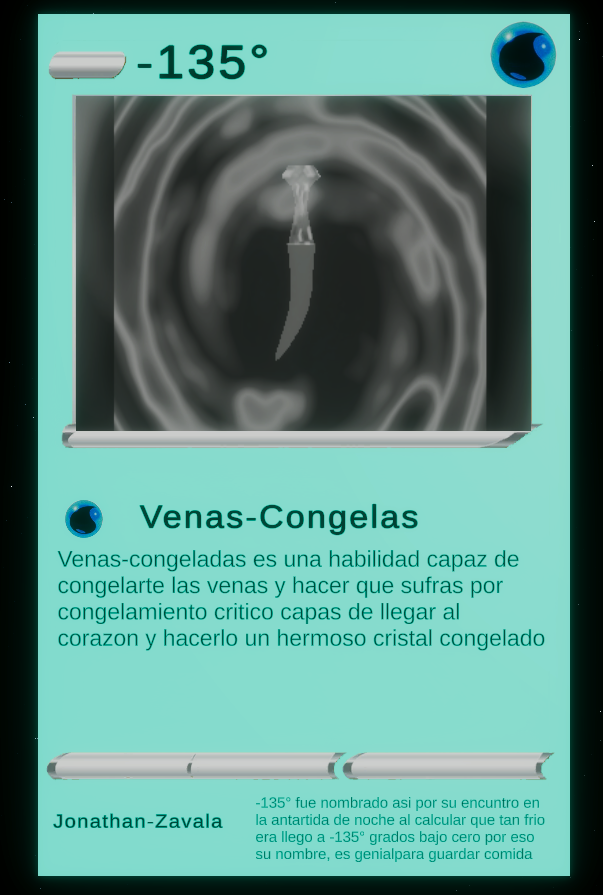 -135°
Venas-Congelas
Venas-congeladas es una habilidad capaz de
congelarte las venas y hacer que sufras por
congelamiento critico capas de llegar al
corazon y hacerlo un hermoso cristal congelado
Jonathan-Zavala
-135° fue nombrado asi por su encuntro en
la antartida de noche al calcular que tan frio
era llego a -135° grados bajo cero por eso
su nombre, es genialpara guardar comida